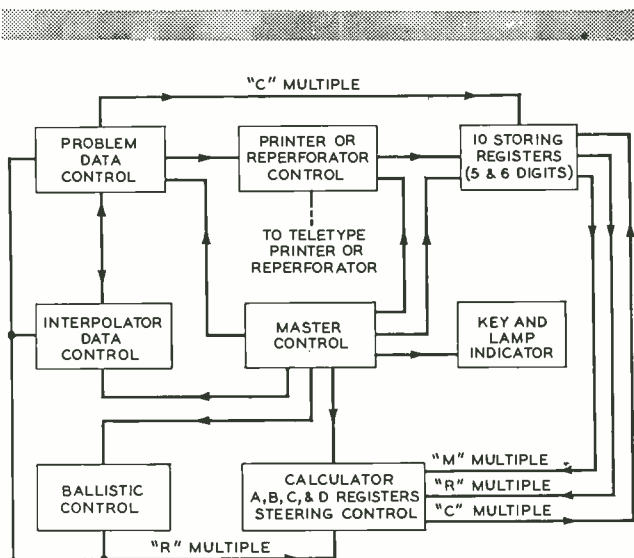 "C" MULTIPLE
PROBLEM
DATA
CONTROL
PRINTER OR
REPERFORATOR
CONTROL
10 STORING
REGISTERS
(5 & 6 DIGITS)
TO TELETYPE
PRINTER OR
REPERFORATOR
INTERPOLATOR
DATA
CONTROL
MASTER
CONTROL
KEY AND
LAMP
INDICATOR
BALLISTIC
CONTROL
CALCULATOR
A, B, C, & D REGISTERS
STEERING CONTROL
"M" MULTIPLE
"R" MULTIPLE
"C" MULTIPLE
"R" MULTIPLE